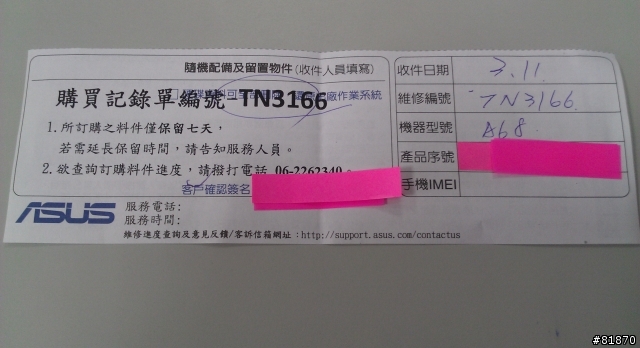 隨機配備及留置物件(收件人員填寫)
購買記錄單編號-TN3166
作業系統
1.所訂購之料件僅保留七天,
若需延長保留時間,請告知服務人員。
2.欲查詢訂購料件進度,請撥打電話 06-2262340。
客戶確認簽名
收件日期 3.11
維修編號 TN3166
機器型號 A68
產品序號
手機IMEI
ASUS
服務電話:
服務時間:
維修進度查詢及意見反饋/客訴信箱網址:http://support.asus.com/contactus
#81870